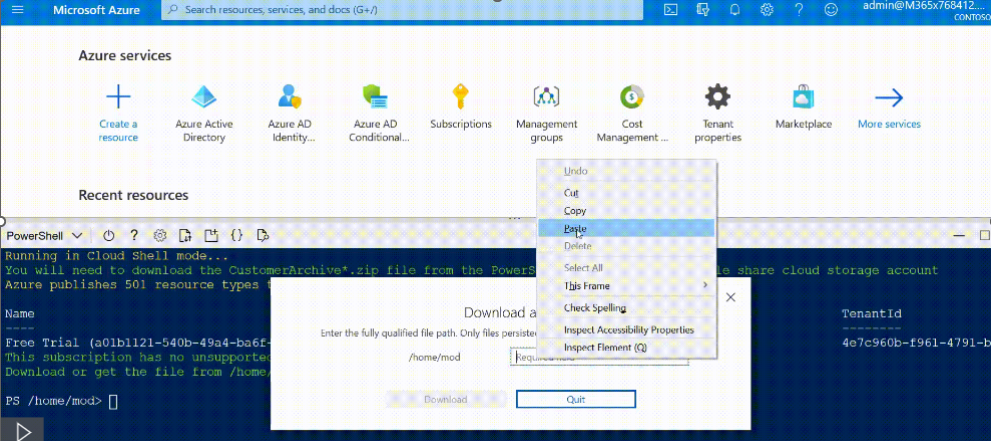 Microsoft Azure
Search resources, services, and docs (G+/)
admin@M365x768412....
CONTOSO
Azure services
Create a resource
Azure Active Directory
Azure AD Identity...
Azure AD Conditional...
Subscriptions
Management groups
Cost Management ...
Tenant properties
Marketplace
More services
Recent resources
Undo
Cut
Copy
Paste
Delete
Select All
This Frame
Check Spelling
Inspect Accessibility Properties
Inspect Element (Q)
PowerShell
Running in Cloud Shell mode...
You will need to download the CustomerArchive*.zip file from the PowerS
le share cloud storage account
Azure publishes 501 resource types
Name
TenantId
----
--------
Free Trial (a01b1121-540b-49a4-ba6f-
4e7c960b-f961-4791-b
This subscription has no unsupported
Download or get the file from /home/
PS /home/mod>
Download a
Enter the fully qualified file path. Only files persiste
/home/mod
Required
Download
Quit